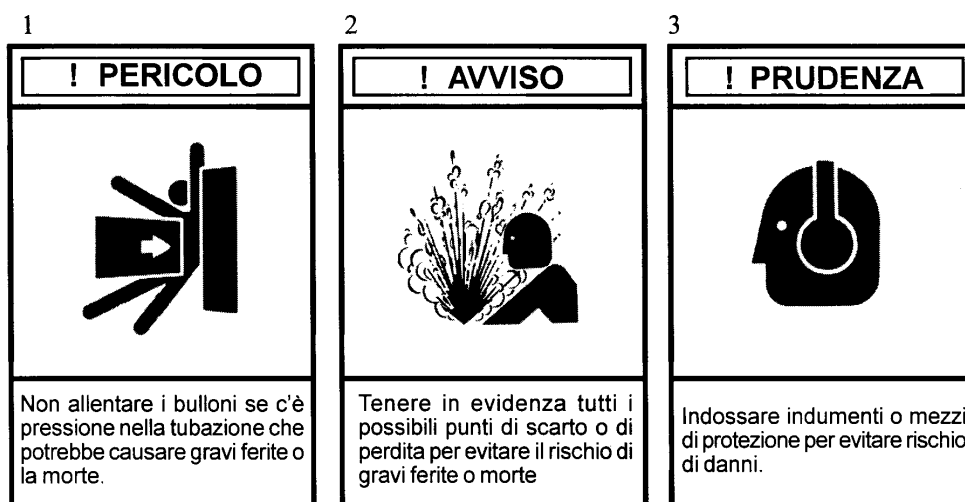 1
! PERICOLO
Non allentare i bulloni se c'è
pressione nella tubazione che
potrebbe causare gravi ferite o
la morte.
2
! AVVISO
Tenere in evidenza tutti i
possibili punti di scarto o di
perdita per evitare il rischio di
gravi ferite o morte
3
! PRUDENZA
Indossare indumenti o mezzi
di protezione per evitare rischio
di danni.